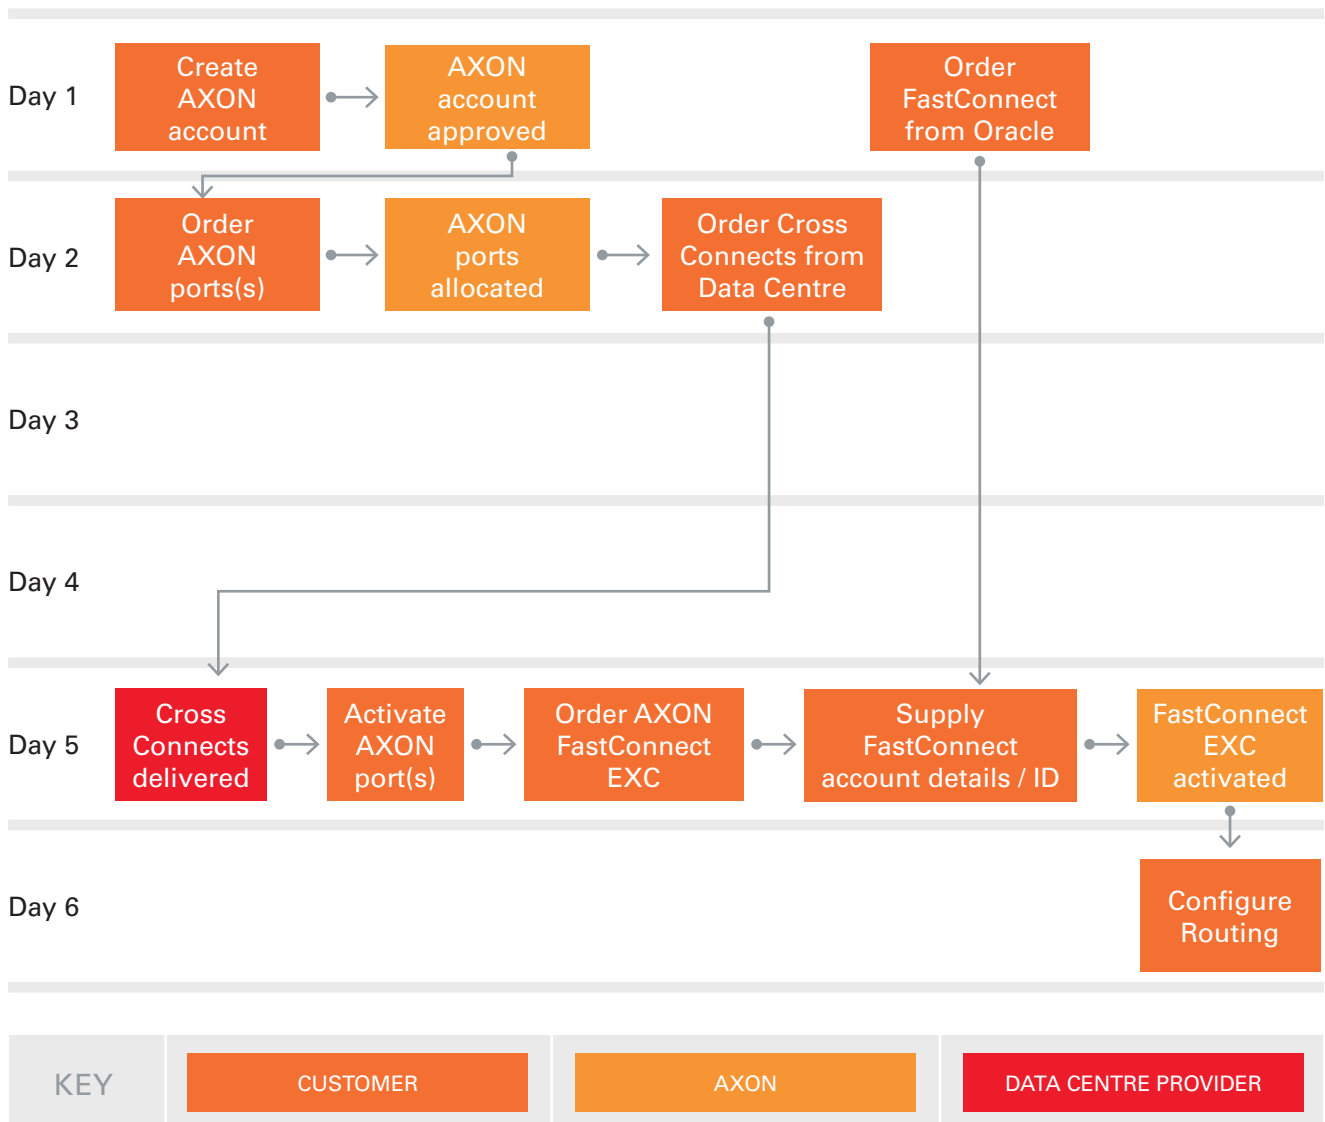 Day 1
Create
AXON
account
AXON
account
approved
Order
FastConnect
from Oracle
Day 2
Order
AXON
ports(s)
AXON
ports
allocated
Order Cross
Connects from
Data Centre
Day 3
Day 4
Day 5
Cross
Connects
delivered
Activate
AXON
port(s)
Order AXON
FastConnect
EXC
Supply
FastConnect
account details / ID
FastConnect
EXC
activated
Day 6
Configure
Routing
KEY
CUSTOMER
AXON
DATA CENTRE PROVIDER